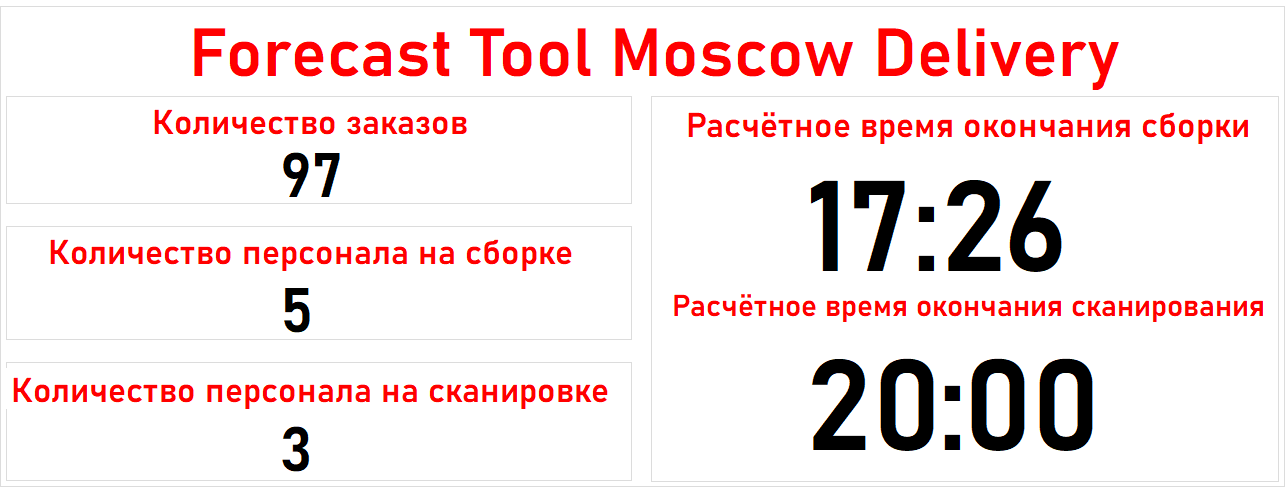 Forecast Tool Moscow Delivery
Количество заказов
97
Количество персонала на сборке
5
Количество персонала на сканировке
3
Расчётное время окончания сборки
17:26
Расчётное время окончания сканирования
20:00